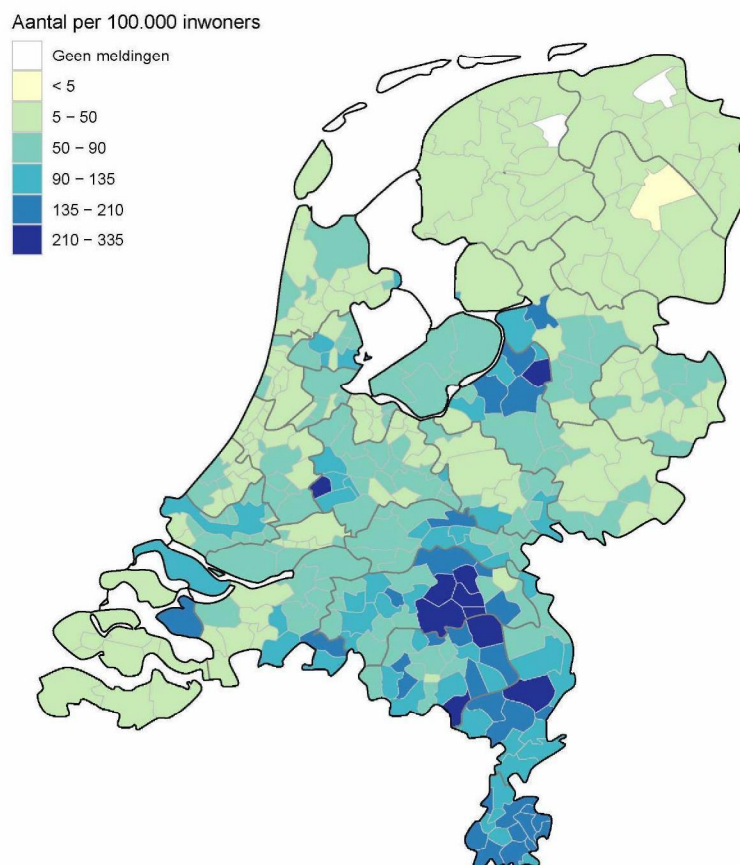 Aantal per 100.000 inwoners
Geen meldingen
< 5
5 – 50
50 – 90
90 – 135
135 – 210
210 – 335